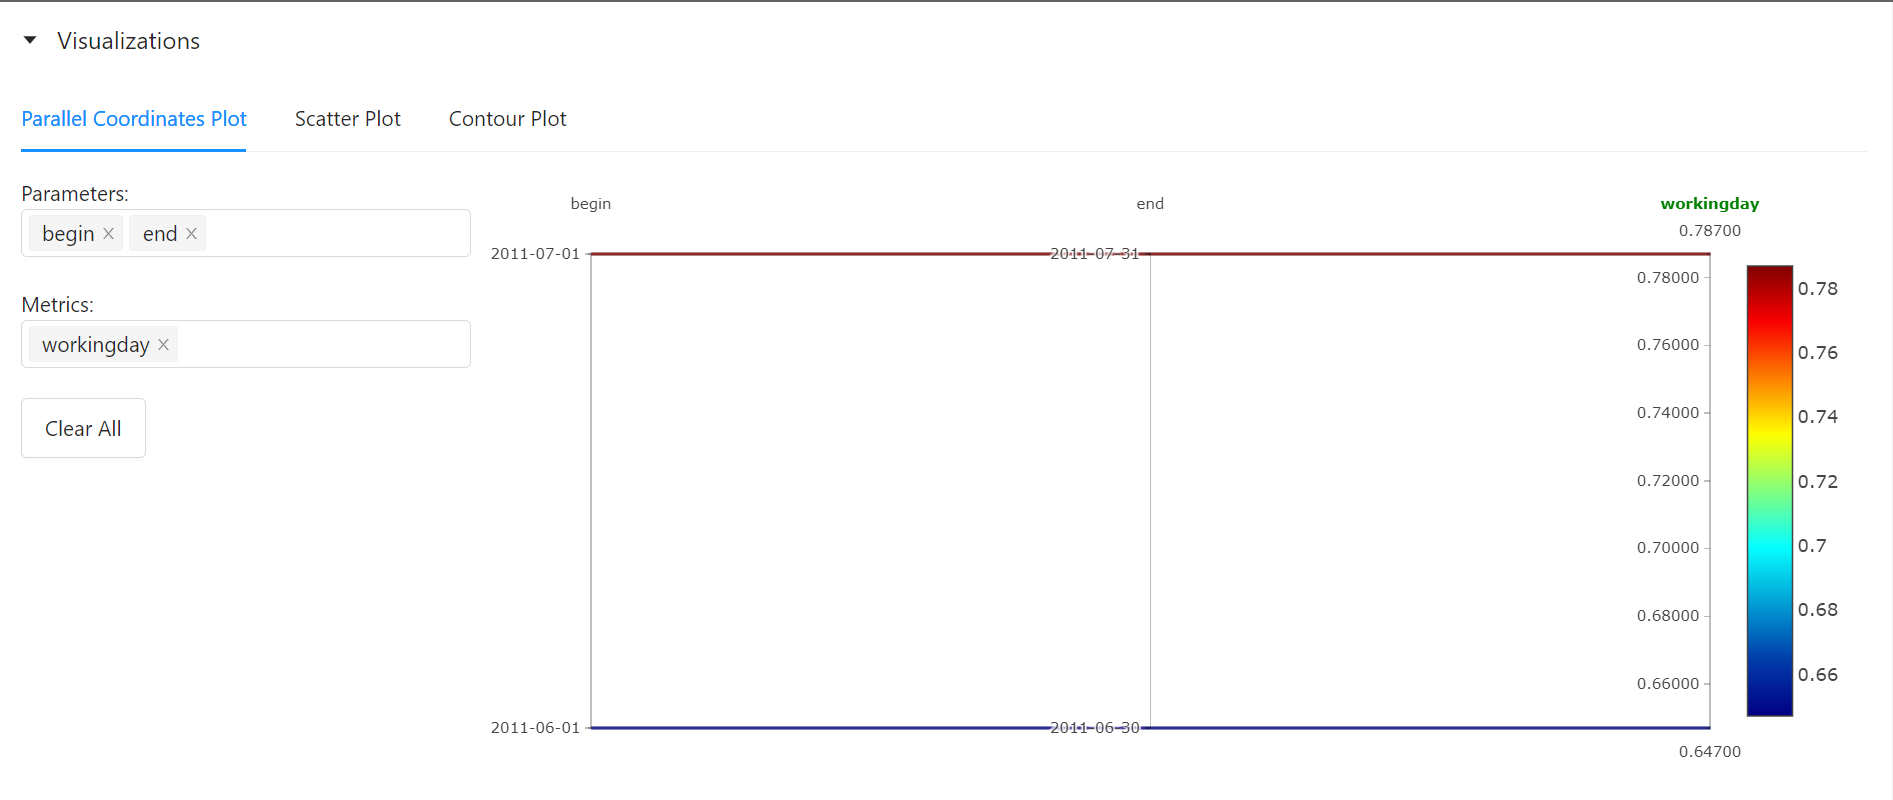 Visualizations
Parallel Coordinates Plot Scatter Plot Contour Plot
Parameters:
begin end
Metrics:
workingday
Clear All
begin end workingday
0.78700
2011-07-01 2011-07-31
0.78000
0.76000
0.74000
0.72000
0.70000
0.68000
0.66000
2011-06-01 2011-06-30
0.64700
0.78
0.76
0.74
0.72
0.7
0.68
0.66